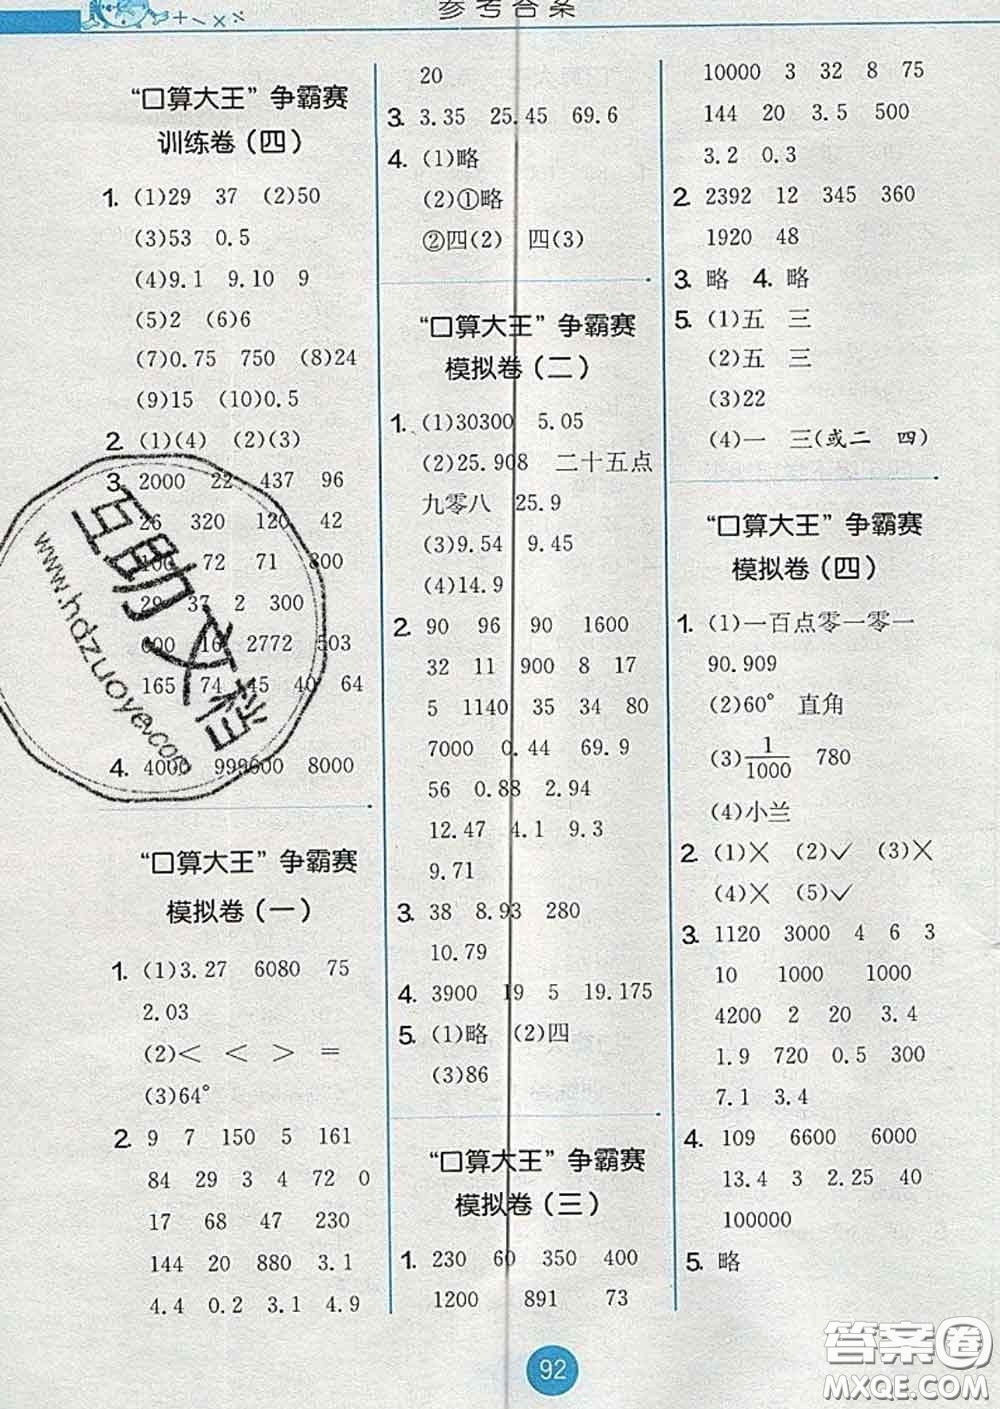 参考答案
“口算大王”争霸赛
训练卷(四)
1. (1)29 37 (2)50
(3)53 0.5
(4)9.1 9.10 9
(5)2 (6)6
(7)0.75 750 (8)24
(9)15 (10)0.5
2. (1)(4) (2)(3)
3. 2000 22 437 96
26 320 120 42
100 72 71 800
29 37 2 300
600 16 2772 503
165 74 45 40 64
4. 4000 999600 8000
“口算大王”争霸赛
模拟卷(一)
1. (1)3.27 6080 75
2.03
(2)< < > =
(3)64°
2. 9 7 150 5 161
84 29 3 4 72 0
17 68 47 230
144 20 880 3.1
4.4 0.2 3.1 4.9
20
3. 3.35 25.45 69.6
4. (1)略
(2)①略
②四(2) 四(3)
“口算大王”争霸赛
模拟卷(二)
1. (1)30300 5.05
(2)25.908 二十五点
九零八 25.9
(3)9.54 9.45
(4)14.9
2. 90 96 90 1600
32 11 900 8 17
5 1140 35 34 80
7000 0.44 69.9
56 0.88 2.94
12.47 4.1 9.3
9.71
3. 38 8.93 280
10.79
4. 3900 19 5 19.175
5. (1)略 (2)四
(3)86
“口算大王”争霸赛
模拟卷(三)
1. 230 60 350 400
1200 891 73
10000 3 32 8 75
144 20 3.5 500
3.2 0.3
2. 2392 12 345 360
1920 48
3. 略 4. 略
5. (1)五 三
(2)五 三
(3)22
(4)一 三(或二 四)
“口算大王”争霸赛
模拟卷(四)
1. (1)一百点零一零一
90.909
(2)60° 直角
(3)1/1000 780
(4)小兰
2. (1)× (2)✓ (3)×
(4)× (5)✓
3. 1120 3000 4 6 3
10 1000 1000
4200 2 20 3.4
1.9 720 0.5 300
7.1 3.4
4. 109 6600 6000
13.4 3 2.25 40
100000
5. 略
92
互助文档
www.hdzuoye.com
答案卷
MXQE.COM